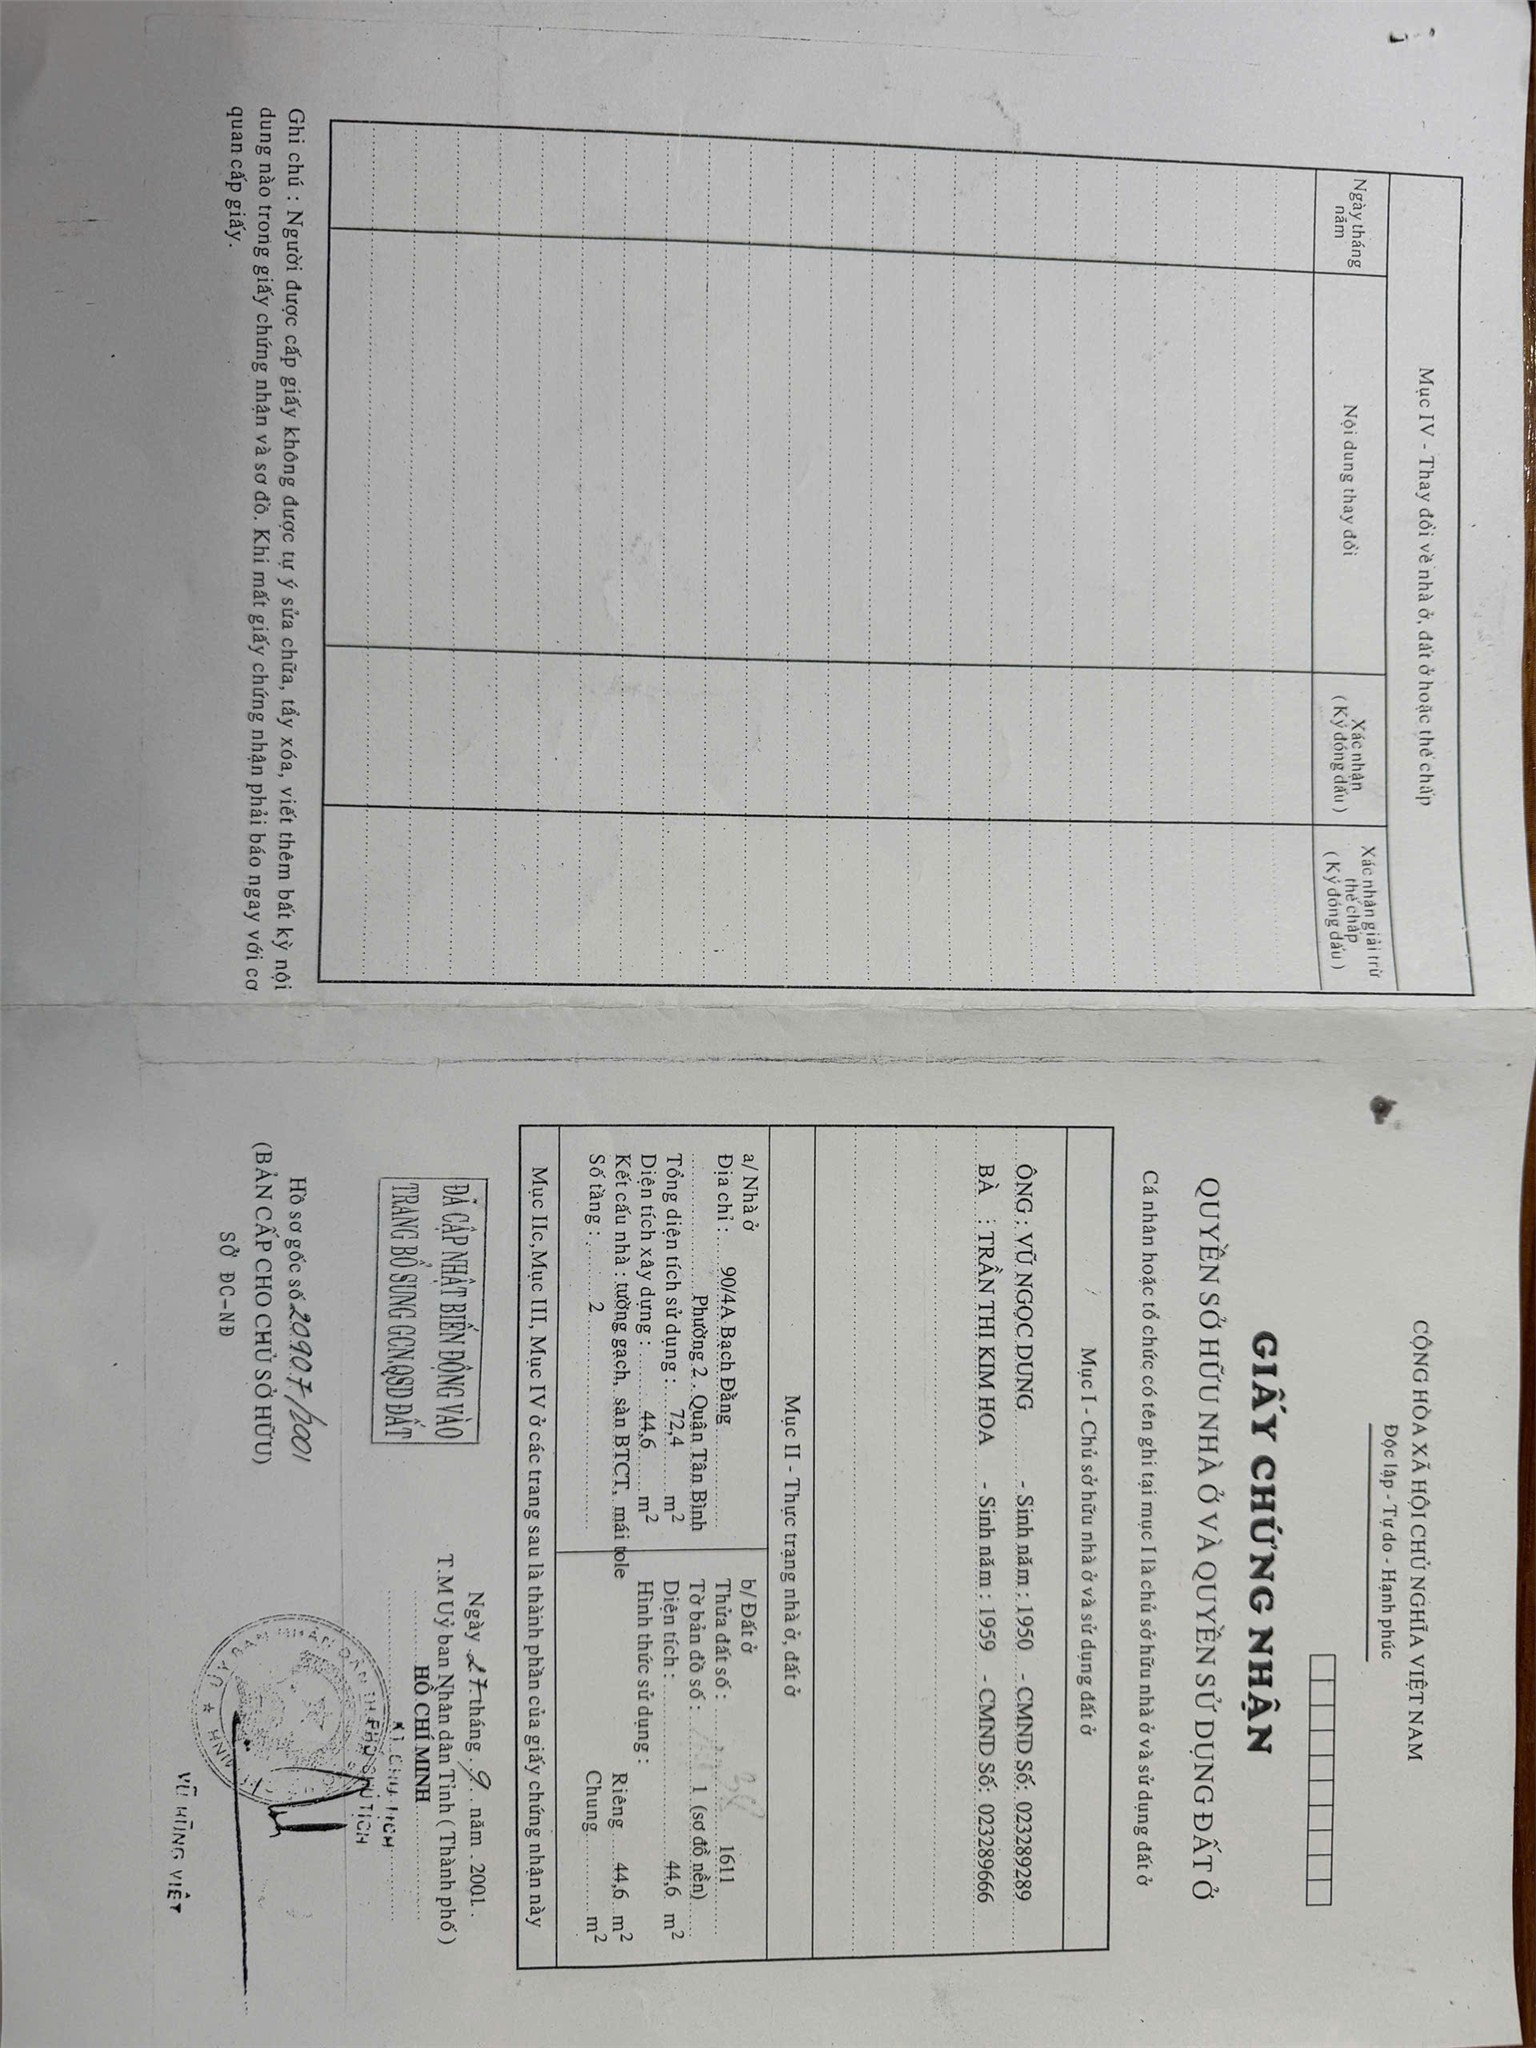 Mục IV - Thay đổi về nhà ở, đất ở hoặc thế chấp
Ngày tháng năm
Nội dung thay đổi
Xác nhận
( Ký đóng dấu )
Xác nhận giải trừ
thế chấp
( Ký đóng dấu )
Ghi chú : Người được cấp giấy không được tự ý sửa chữa, tẩy xóa, viết thêm bất kỳ nội
dung nào trong giấy chứng nhận và sơ đồ. Khi mất giấy chứng nhận phải báo ngay với cơ
quan cấp giấy.
CỘNG HÒA XÃ HỘI CHỦ NGHĨA VIỆT NAM
Độc lập - Tự do - Hạnh phúc
GIẤY CHỨNG NHẬN
QUYỀN SỞ HỮU NHÀ Ở VÀ QUYỀN SỬ DỤNG ĐẤT Ở
Cá nhân hoặc tổ chức có tên ghi tại mục I là chủ sở hữu nhà ở và sử dụng đất ở
Mục I - Chủ sở hữu nhà ở và sử dụng đất ở
ÔNG : VŨ NGỌC DUNG - Sinh năm : 1950 - CMND Số: 023289289
BÀ : TRẦN THỊ KIM HOA - Sinh năm : 1959 - CMND Số: 023289666
Mục II - Thực trạng nhà ở, đất ở
a/ Nhà ở
Địa chỉ : 90/4A Bạch Đằng
Phường 2 . Quận Tân Bình
Tổng diện tích sử dụng : 72,4 m2
Diện tích xây dựng : 44,6 m2
Kết cấu nhà : tường gạch, sàn BTCT, mái tole
Số tầng : 2
b/ Đất ở
Thửa đất số : 1611
Tờ bản đồ số : 1 (sơ đồ nền)
Diện tích : 44,6 m2
Hình thức sử dụng :
Riêng 44,6 m2
Chung m2
Mục IIc,Mục III, Mục IV ở các trang sau là thành phần của giấy chứng nhận này
ĐÃ CẬP NHẬT BIẾN ĐỘNG VÀO
TRANG BỔ SUNG GCN.QSD ĐẤT
Ngày 27 tháng 9 năm 2001
T.M Uỷ ban Nhân dân Tỉnh ( Thành phố )
HỒ CHÍ MINH
KT. CHỦ TỊCH
PHÓ CHỦ TỊCH
VŨ HÙNG VIỆT
Hồ sơ gốc số 20907/2001
(BẢN CẤP CHO CHỦ SỞ HỮU)
SỞ ĐC-NĐ